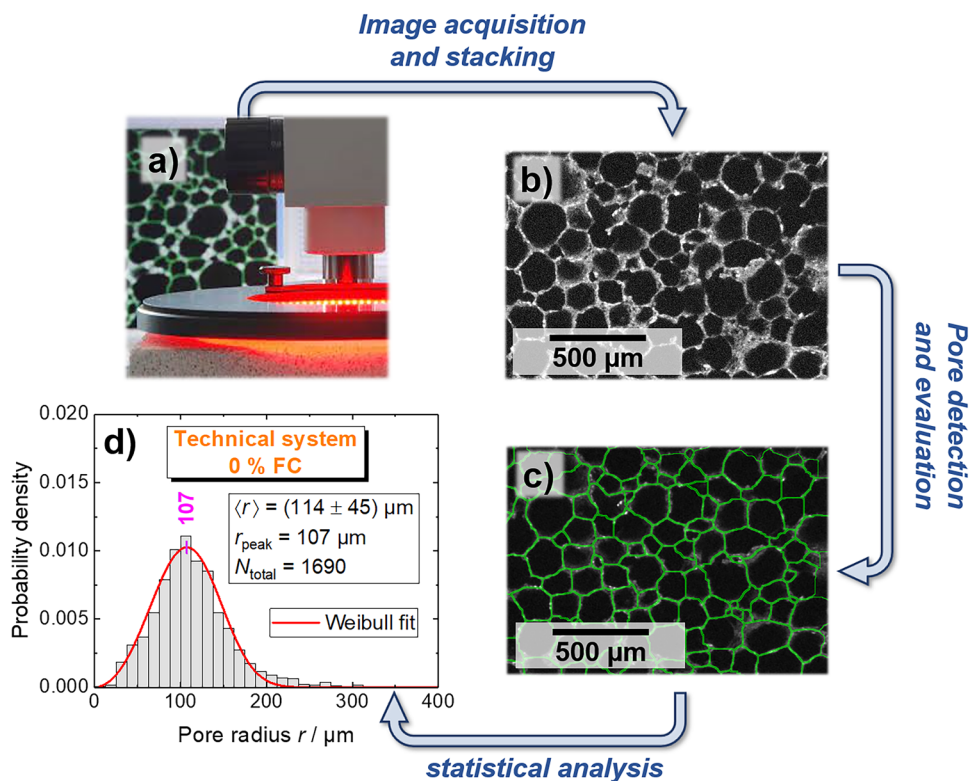 Image acquisition
and stacking
a)
b)
500 µm
Pore detection
and evaluation
c)
500 µm
d)
Technical system
0 % FC
107
⟨r⟩ = (114 ± 45) µm
rpeak = 107 µm
Ntotal = 1690
Weibull fit
Probability density
0.020
0.015
0.010
0.005
0.000
0 100 200 300 400
Pore radius r / µm
statistical analysis